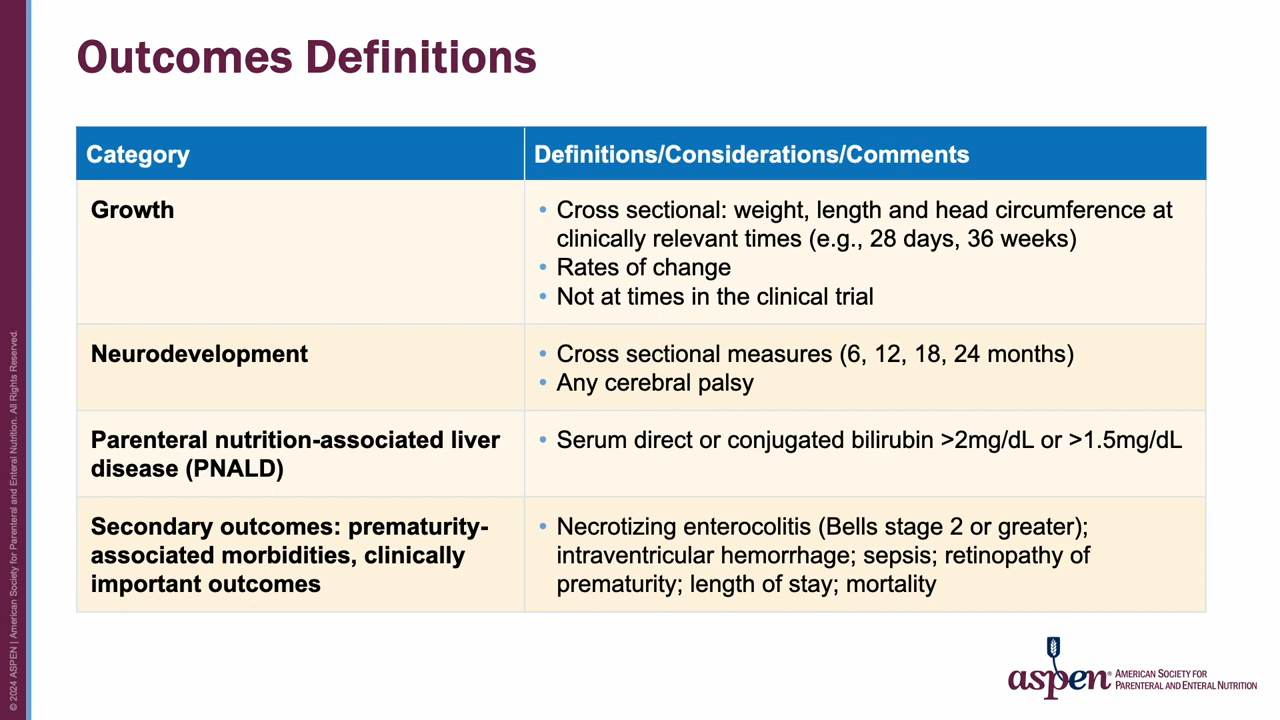 Outcomes Definitions
Category
Definitions/Considerations/Comments
Growth
• Cross sectional: weight, length and head circumference at
clinically relevant times (e.g., 28 days, 36 weeks)
• Rates of change
• Not at times in the clinical trial
Neurodevelopment
• Cross sectional measures (6, 12, 18, 24 months)
• Any cerebral palsy
Parenteral nutrition-associated liver
disease (PNALD)
• Serum direct or conjugated bilirubin >2mg/dL or >1.5mg/dL
Secondary outcomes: prematurity-
associated morbidities, clinically
important outcomes
• Necrotizing enterocolitis (Bells stage 2 or greater);
intraventricular hemorrhage; sepsis; retinopathy of
prematurity; length of stay; mortality
© 2024 ASPEN | American Society for Parenteral and Enteral Nutrition. All Rights Reserved.
aspen®
American Society for
Parenteral and Enteral Nutrition